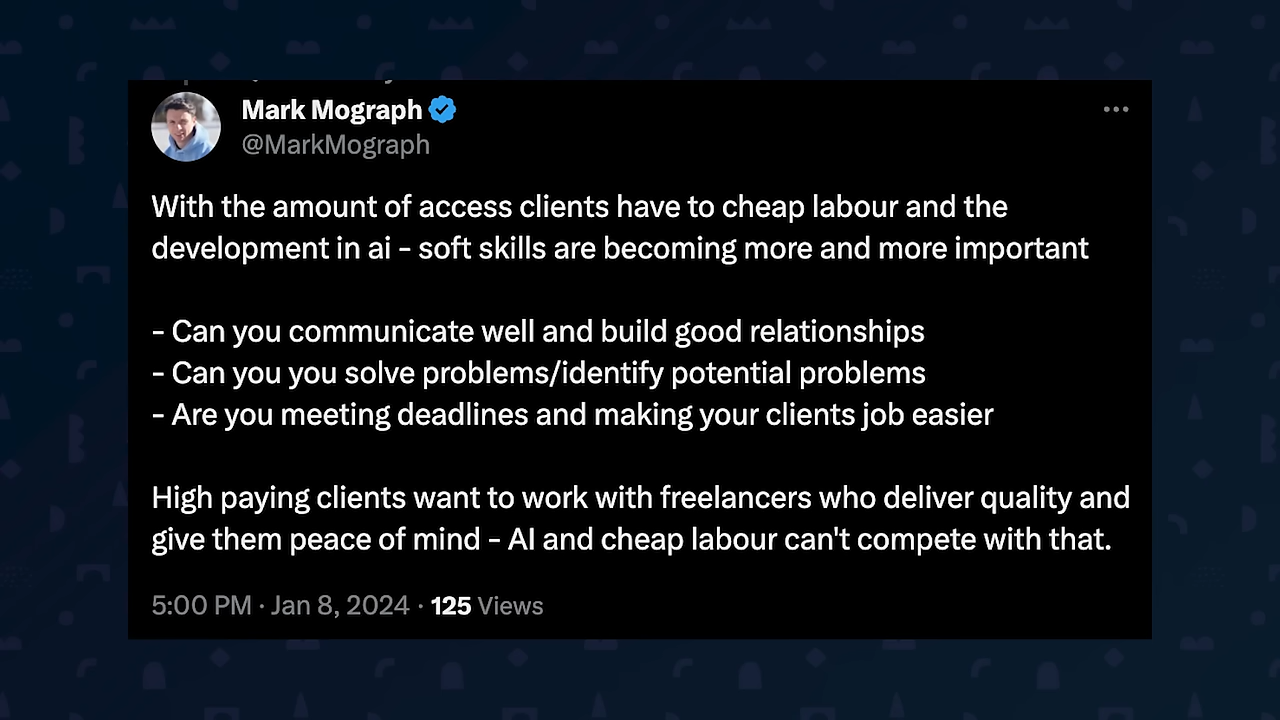 Mark Mograph
@MarkMograph
With the amount of access clients have to cheap labour and the
development in ai - soft skills are becoming more and more important
- Can you communicate well and build good relationships
- Can you you solve problems/identify potential problems
- Are you meeting deadlines and making your clients job easier
High paying clients want to work with freelancers who deliver quality and
give them peace of mind - AI and cheap labour can't compete with that.
5:00 PM · Jan 8, 2024 · 125 Views